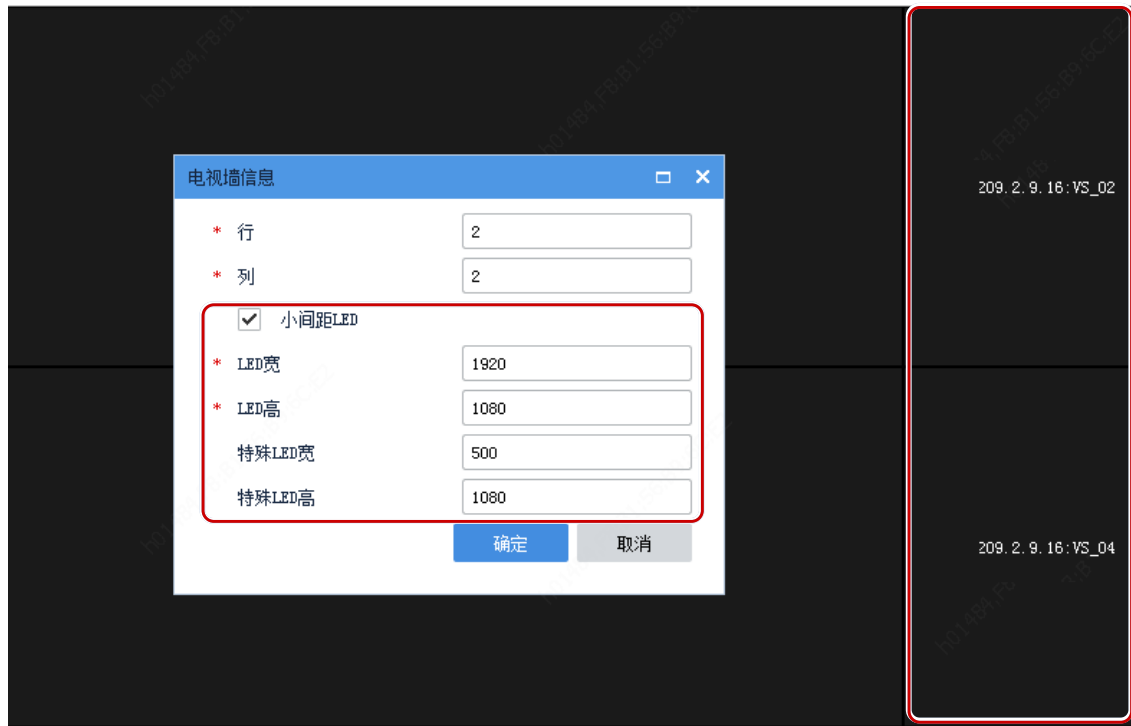 电视墙信息
* 行 2
* 列 2
小间距LED
* LED宽 1920
* LED高 1080
特殊LED宽 500
特殊LED高 1080
确定 取消
209.2.9.16:VS_02
209.2.9.16:VS_04